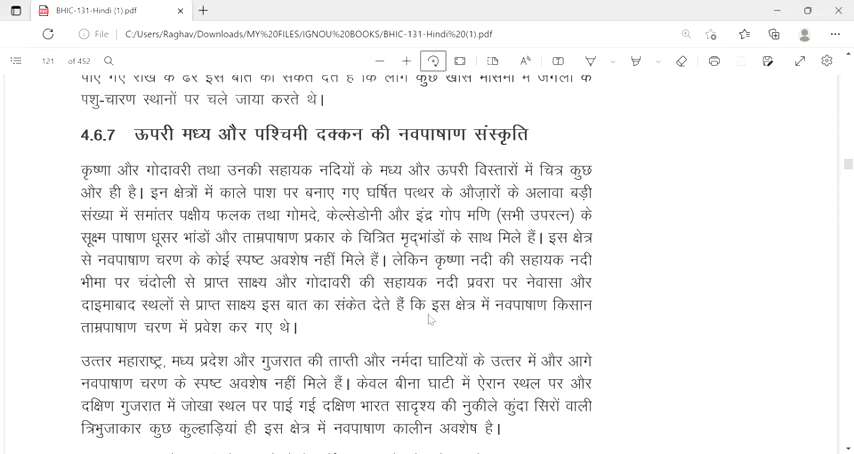 BHIC-131-Hindi (1).pdf
File
C:/Users/Raghav/Downloads/MY%20FILES/IGNOU%20BOOKS/BHIC-131-Hindi%20(1).pdf
121 of 452
पाए गए राख के ढेर इस बात का संकेत देते हैं कि लोग कुछ खास मौसमों में जंगलों के
पशु-चारण स्थानों पर चले जाया करते थे।
4.6.7 ऊपरी मध्य और पश्चिमी दक्कन की नवपाषाण संस्कृति
कृष्णा और गोदावरी तथा उनकी सहायक नदियों के मध्य और ऊपरी विस्तारों में चित्र कुछ
और ही है। इन क्षेत्रों में काले पाश पर बनाए गए घर्षित पत्थर के औज़ारों के अलावा बड़ी
संख्या में समांतर पक्षीय फलक तथा गोमदे, केल्सेडोनी और इंद्र गोप मणि (सभी उपरत्न) के
सूक्ष्म पाषाण धूसर भांडों और ताम्रपाषाण प्रकार के चित्रित मृद्भांडों के साथ मिले हैं। इस क्षेत्र
से नवपाषाण चरण के कोई स्पष्ट अवशेष नहीं मिले हैं। लेकिन कृष्णा नदी की सहायक नदी
भीमा पर चंदोली से प्राप्त साक्ष्य और गोदावरी की सहायक नदी प्रवरा पर नेवासा और
दाइमाबाद स्थलों से प्राप्त साक्ष्य इस बात का संकेत देते हैं कि इस क्षेत्र में नवपाषाण किसान
ताम्रपाषाण चरण में प्रवेश कर गए थे।
उत्तर महाराष्ट्र, मध्य प्रदेश और गुजरात की ताप्ती और नर्मदा घाटियों के उत्तर में और आगे
नवपाषाण चरण के स्पष्ट अवशेष नहीं मिले हैं। केवल बीना घाटी में ऐरान स्थल पर और
दक्षिण गुजरात में जोखा स्थल पर पाई गई दक्षिण भारत सादृश्य की नुकीले कुंदा सिरों वाली
त्रिभुजाकार कुछ कुल्हाड़ियां ही इस क्षेत्र में नवपाषाण कालीन अवशेष है।